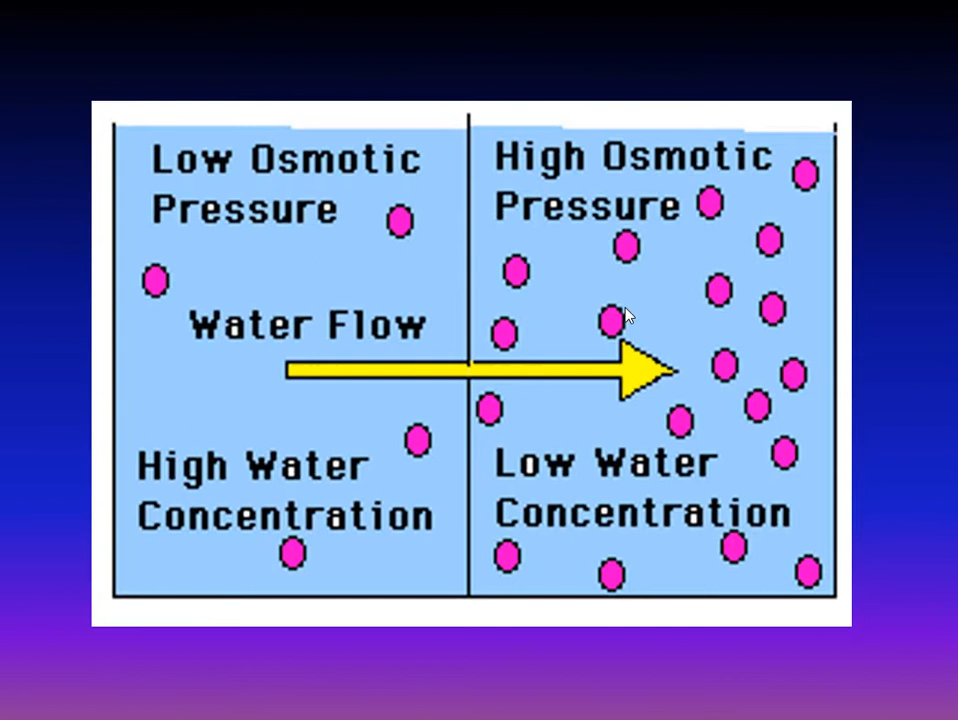 Low Osmotic
Pressure
Water Flow
High Water
Concentration
High Osmotic
Pressure
Low Water
Concentration